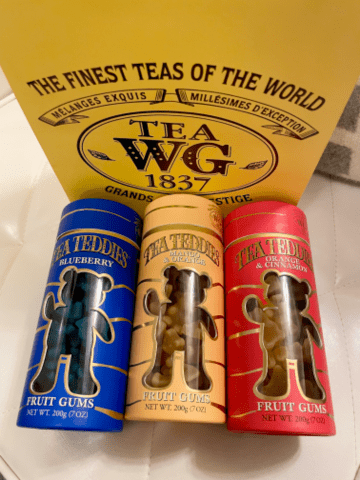 THE FINEST TEAS OF THE WORLD
MÉLANGES EXQUIS
MILLÉSIMES D'EXCEPTION
TEA
WG
1837
GRANDS
TEA TEDDIES
BLUEBERRY
FRUIT GUMS
NET WT. 200g (7 OZ)
TEA TEDDIES
FRUIT GUMS
NET WT. 200g (7 OZ)
TEA TEDDIES
ORANGE
& CINNAMON
FRUIT GUMS
NET WT. 200g (7 OZ)